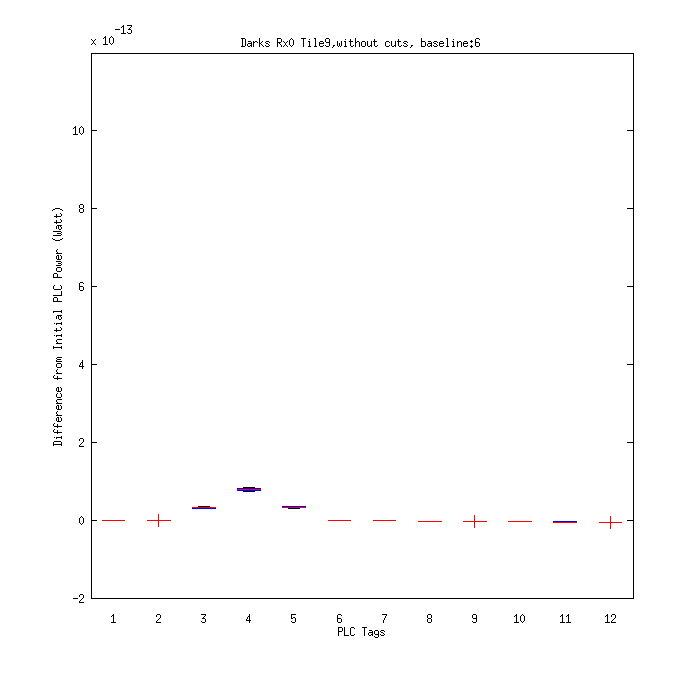 x 10^-13
Darks Rx0 Tile9,without cuts, baseline:6
Difference from Initial PLC Power (Watt)
10
8
6
4
2
0
-2
1 2 3 4 5 6 7 8 9 10 11 12
PLC Tags